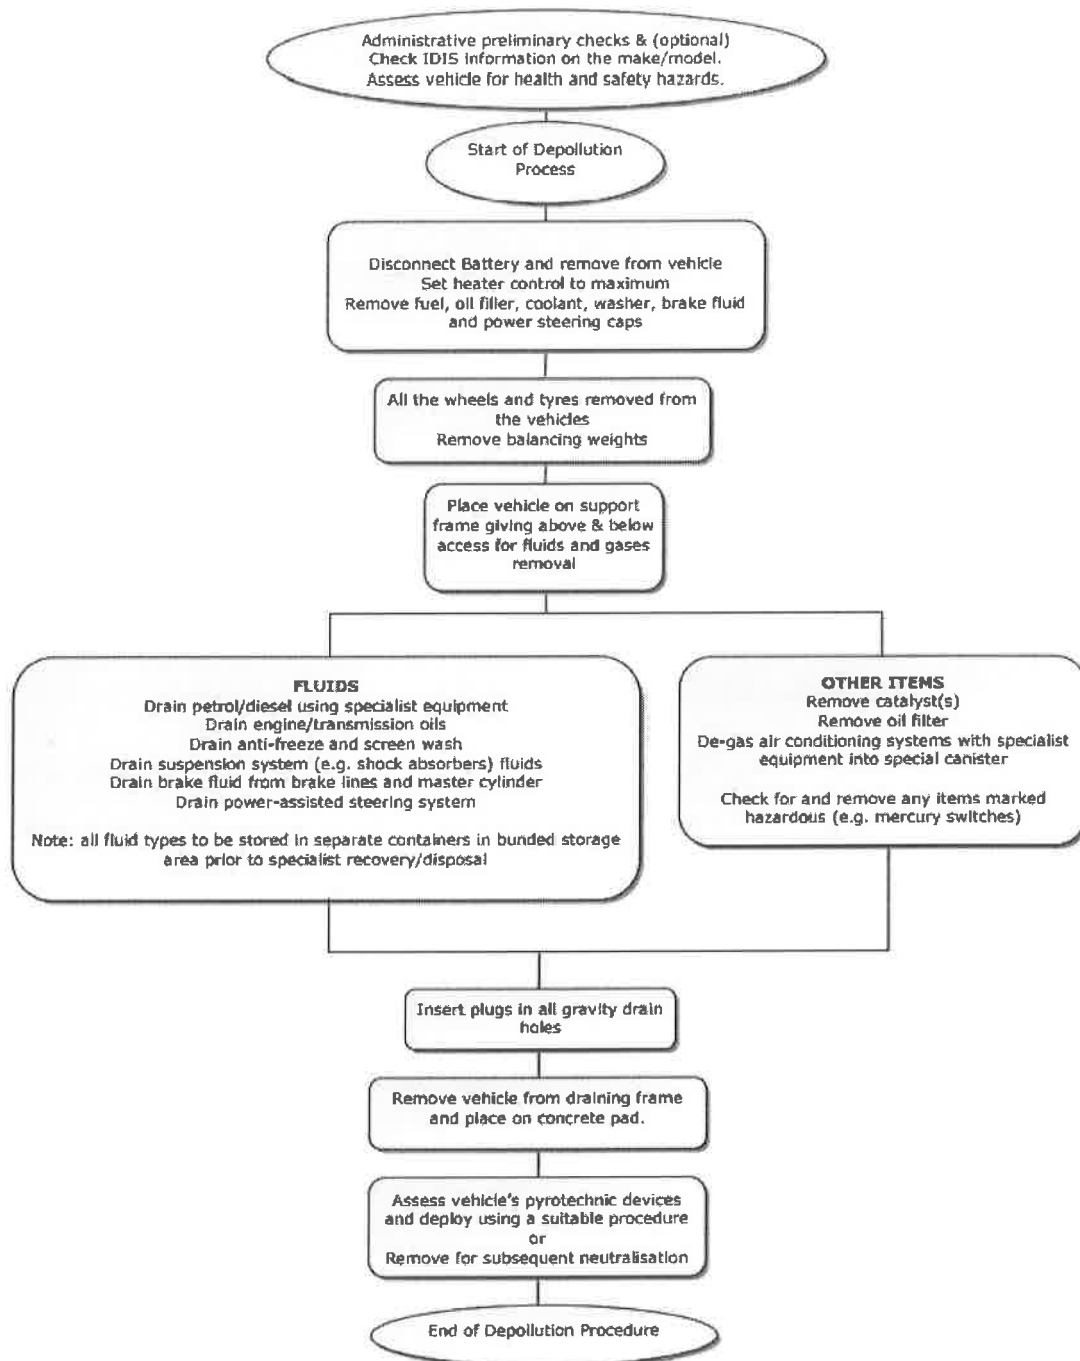 Administrative preliminary checks & (optional)
Check IDIS information on the make/model.
Assess vehicle for health and safety hazards.
Start of Depollution
Process
Disconnect Battery and remove from vehicle
Set heater control to maximum
Remove fuel, oil filler, coolant, washer, brake fluid
and power steering caps
All the wheels and tyres removed from
the vehicles
Remove balancing weights
Place vehicle on support
frame giving above & below
access for fluids and gases
removal
FLUIDS
Drain petrol/diesel using specialist equipment
Drain engine/transmission oils
Drain anti-freeze and screen wash
Drain suspension system (e.g. shock absorbers) fluids
Drain brake fluid from brake lines and master cylinder
Drain power-assisted steering system
Note: all fluid types to be stored in separate containers in bunded storage
area prior to specialist recovery/disposal
OTHER ITEMS
Remove catalyst(s)
Remove oil filter
De-gas air conditioning systems with specialist
equipment into special canister
Check for and remove any items marked
hazardous (e.g. mercury switches)
Insert plugs in all gravity drain
holes
Remove vehicle from draining frame
and place on concrete pad.
Assess vehicle's pyrotechnic devices
and deploy using a suitable procedure
or
Remove for subsequent neutralisation
End of Depollution Procedure